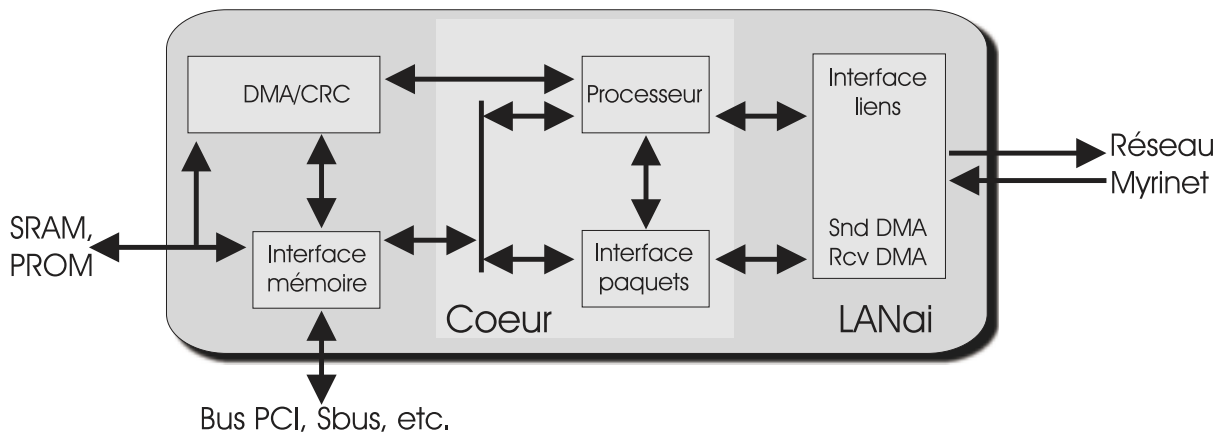 DMA/CRC
Processeur
Interface
liens
Réseau
Myrinet
SRAM,
PROM
Interface
mémoire
Interface
paquets
Snd DMA
Rcv DMA
Coeur
LANai
Bus PCI, Sbus, etc.